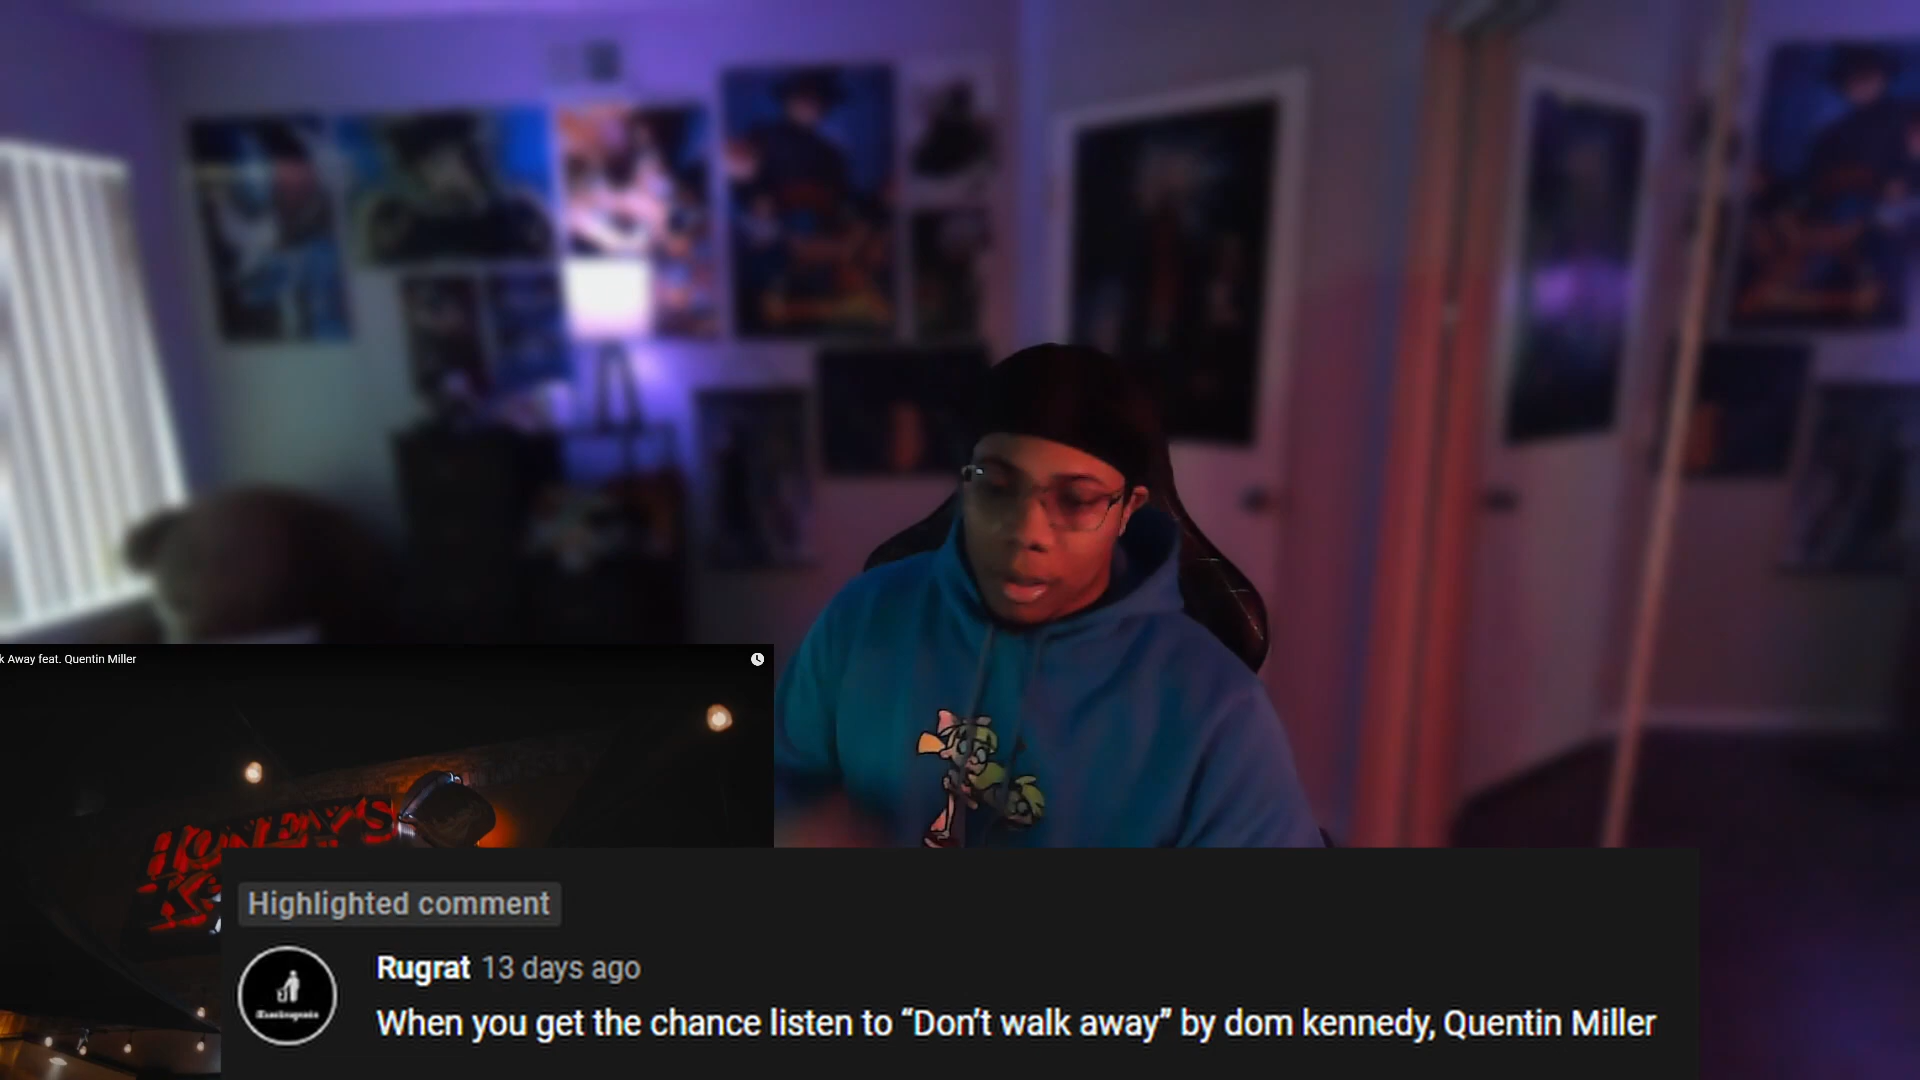 k Away feat. Quentin Miller
HONEY'S
Highlighted comment
Rugrat 13 days ago
When you get the chance listen to “Don’t walk away” by dom kennedy, Quentin Miller